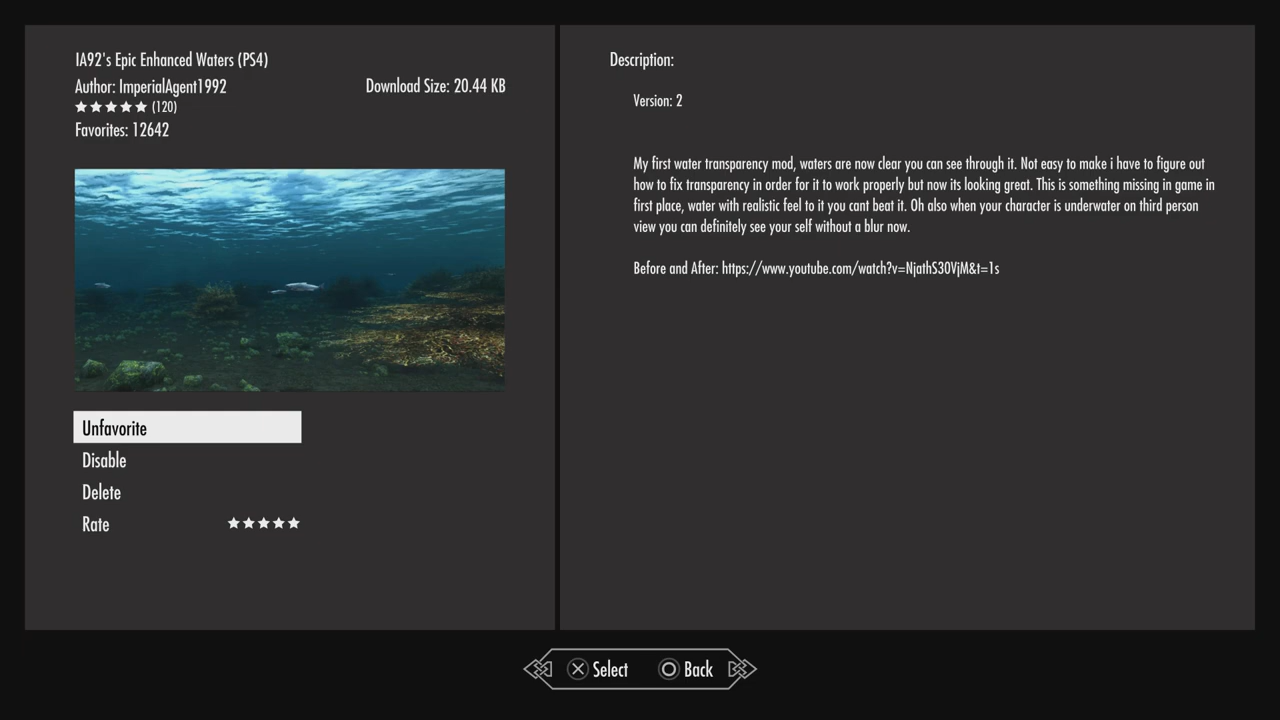 IA92's Epic Enhanced Waters (PS4)
Author: ImperialAgent1992
Download Size: 20.44 KB
★★★★★ (120)
Favorites: 12642
Unfavorite
Disable
Delete
Rate ★★★★★
Description:
Version: 2
My first water transparency mod, waters are now clear you can see through it. Not easy to make i have to figure out
how to fix transparency in order for it to work properly but now its looking great. This is something missing in game in
first place, water with realistic feel to it you cant beat it. Oh also when your character is underwater on third person
view you can definitely see your self without a blur now.
Before and After: https://www.youtube.com/watch?v=NjathS30VjM&t=1s
Select
Back